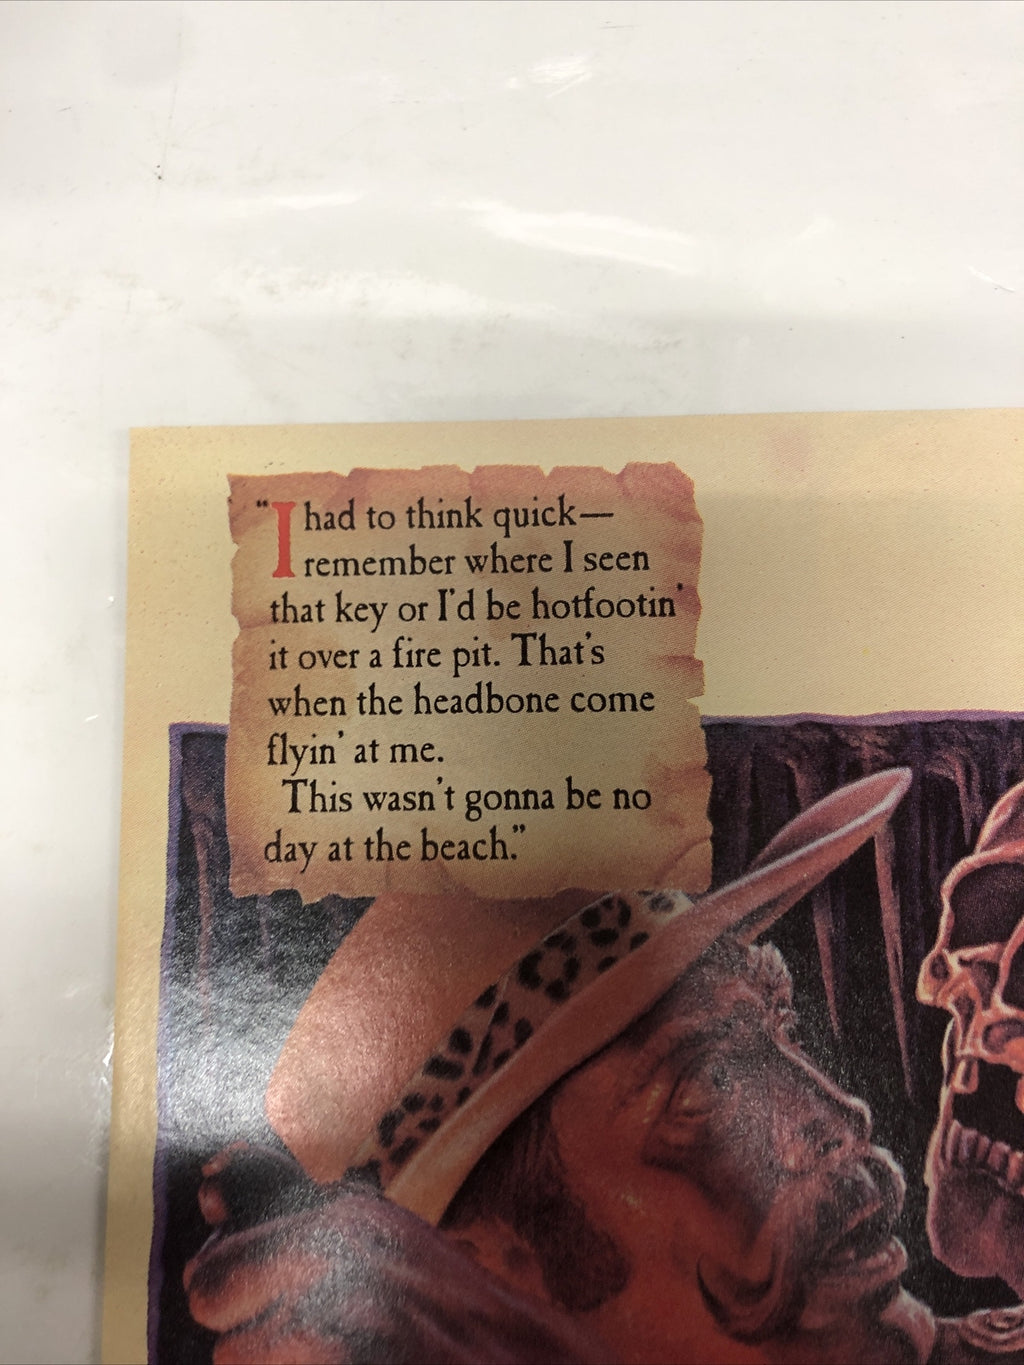 “I had to think quick—
remember where I seen
that key or I’d be hotfootin’
it over a fire pit. That’s
when the headbone come
flyin’ at me.
This wasn’t gonna be no
day at the beach.”